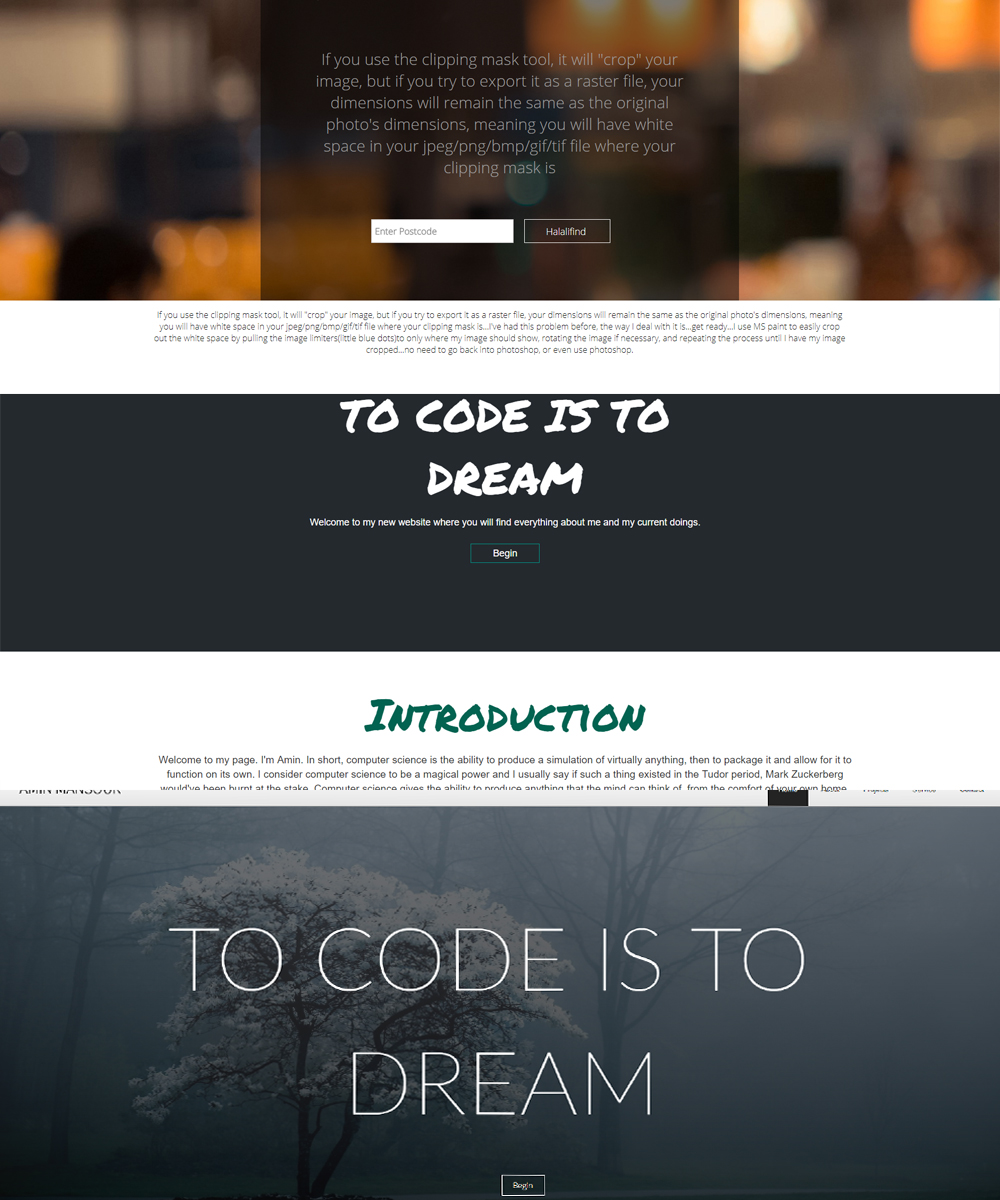 If you use the clipping mask tool, it will "crop" your
image, but if you try to export it as a raster file, your
dimensions will remain the same as the original
photo's dimensions, meaning you will have white
space in your jpeg/png/bmp/gif/tif file where your
clipping mask is
Enter Postcode
Halalifind
If you use the clipping mask tool, it will "crop" your image, but if you try to export it as a raster file, your dimensions will remain the same as the original photo's dimensions, meaning
you will have white space in your jpeg/png/bmp/gif/tif file where your clipping mask is...I've had this problem before, the way I deal with it is...get ready...I use MS paint to easily crop
out the white space by pulling the image limiters(little blue dots)to only where my image should show, rotating the image if necessary, and repeating the process until I have my image
cropped...no need to go back into photoshop, or even use photoshop.
TO CODE IS TO
DREAM
Welcome to my new website where you will find everything about me and my current doings.
Begin
INTRODUCTION
Welcome to my page. I'm Amin. In short, computer science is the ability to produce a simulation of virtually anything, then to package it and allow for it to
function on its own. I consider computer science to be a magical power and I usually say if such a thing existed in the Tudor period, Mark Zuckerberg
would've been burnt at the stake. Computer science gives the ability to produce anything that the mind can think of, from the comfort of your own home.
AMIN MANSOUR
TO CODE IS TO
DREAM
Begin